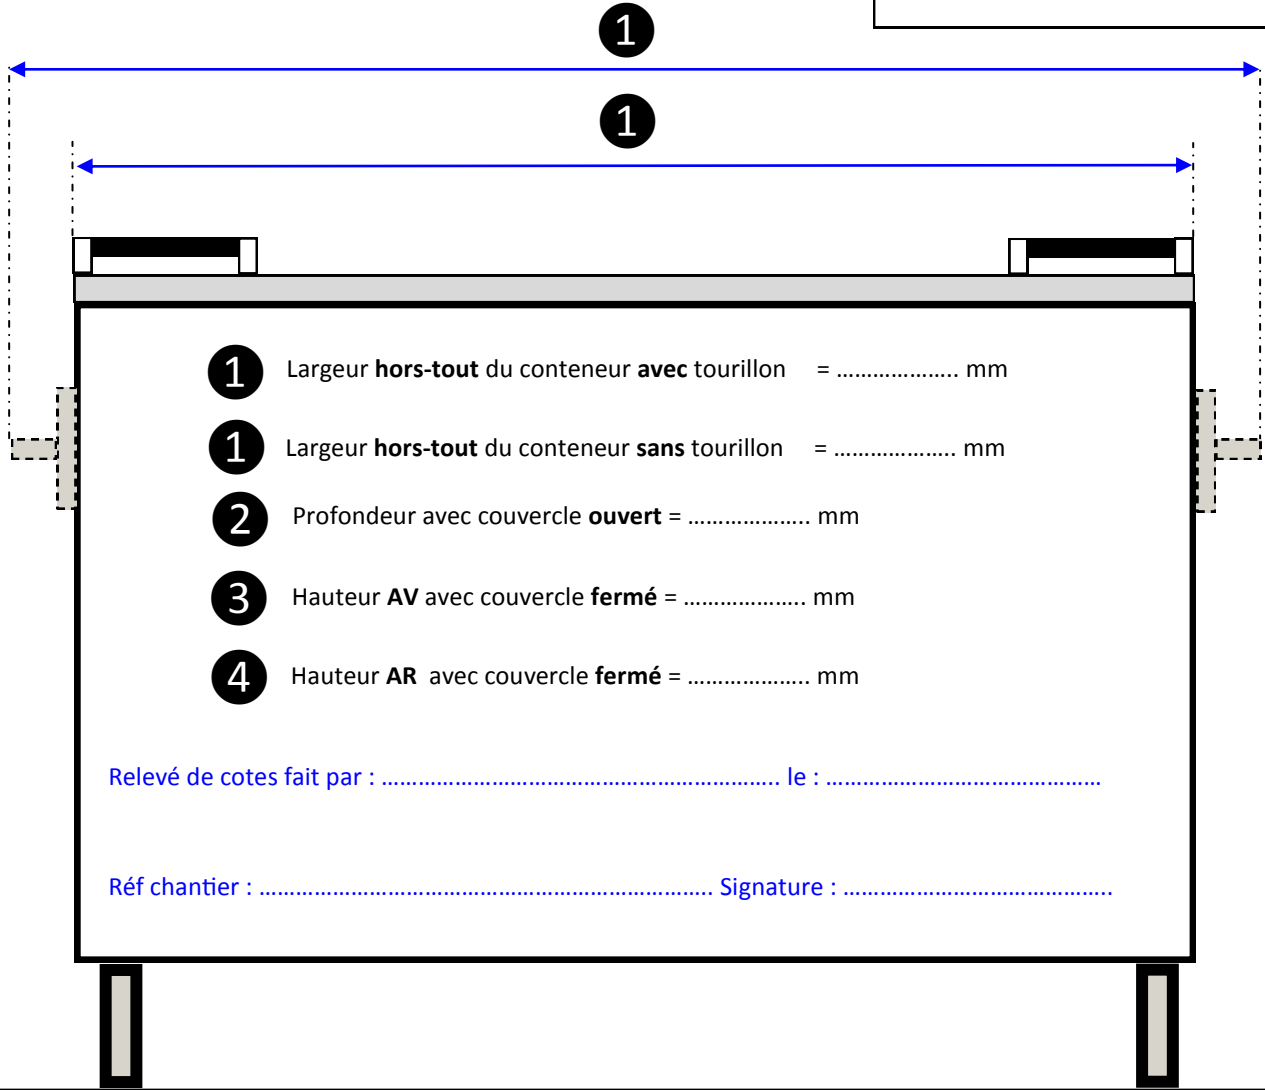 1
1
1 Largeur hors-tout du conteneur avec tourillon = ……………….. mm
1 Largeur hors-tout du conteneur sans tourillon = ……………….. mm
2 Profondeur avec couvercle ouvert = ……………….. mm
3 Hauteur AV avec couvercle fermé = ……………….. mm
4 Hauteur AR avec couvercle fermé = ……………….. mm
Relevé de cotes fait par : ……………………………………………………….. le : ………………………………………
Réf chantier : ……………………………………………………………….. Signature : ……………………………………..